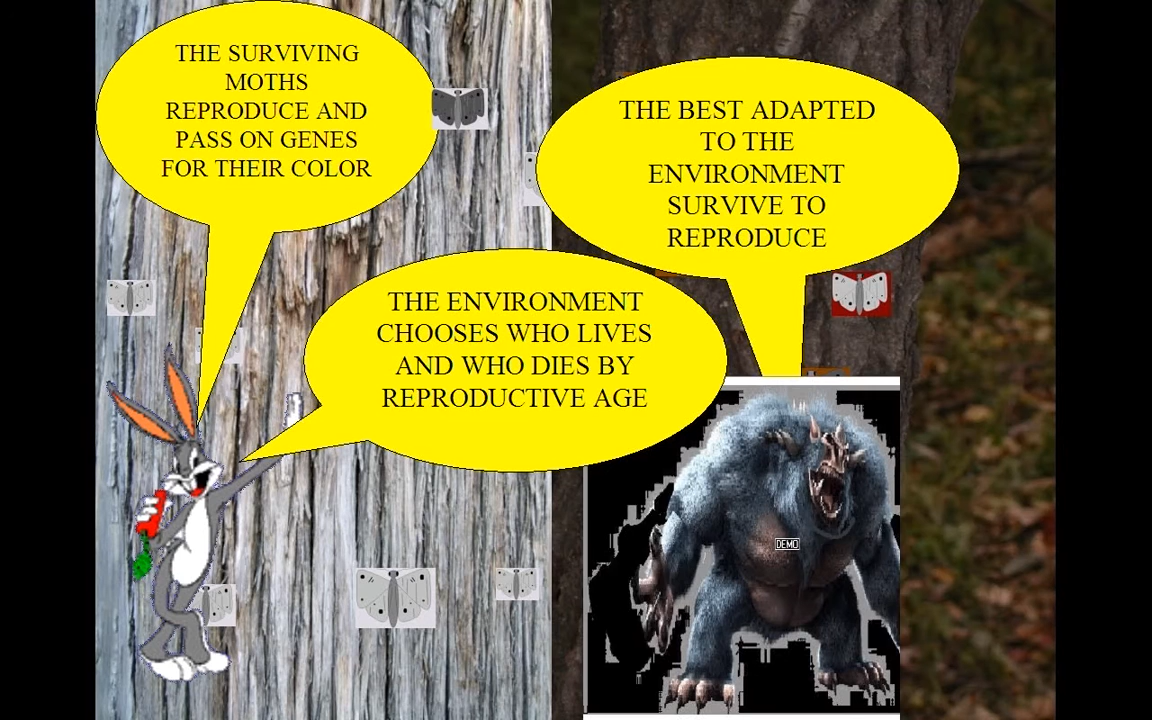 THE SURVIVING
MOTHS
REPRODUCE AND
PASS ON GENES
FOR THEIR COLOR
THE BEST ADAPTED
TO THE
ENVIRONMENT
SURVIVE TO
REPRODUCE
THE ENVIRONMENT
CHOOSES WHO LIVES
AND WHO DIES BY
REPRODUCTIVE AGE
DEMO